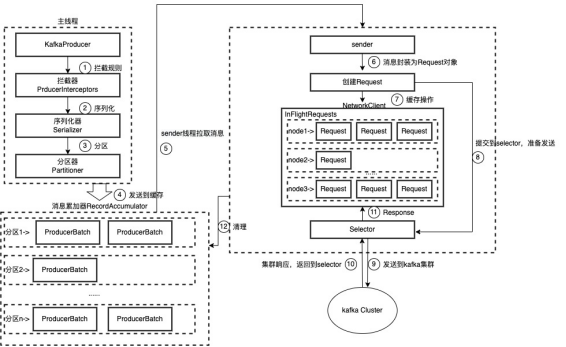 主线程
KafkaProducer
① 拦截规则
拦截器
PrducerInterceptors
② 序列化
序列化器
Serializer
③ 分区
分区器
Partitioner
④ 发送到缓存
消息累加器RecordAccumulator
分区1-> ProducerBatch ProducerBatch
分区2-> ProducerBatch
......
分区n-> ProducerBatch ProducerBatch
sender线程拉取消息
⑤
sender
⑥ 消息封装为Request对象
创建Request
⑦ 缓存操作
NetworkClient
InFlightRequests
node1-> Request Request Request
node2-> Request
......
node3-> Request Request Request
提交到selector，准备发送
⑧
⑪ Response
Selector
⑫ 清理
集群响应，返回到selector ⑩ ⑨ 发送到kafka集群
kafka Cluster